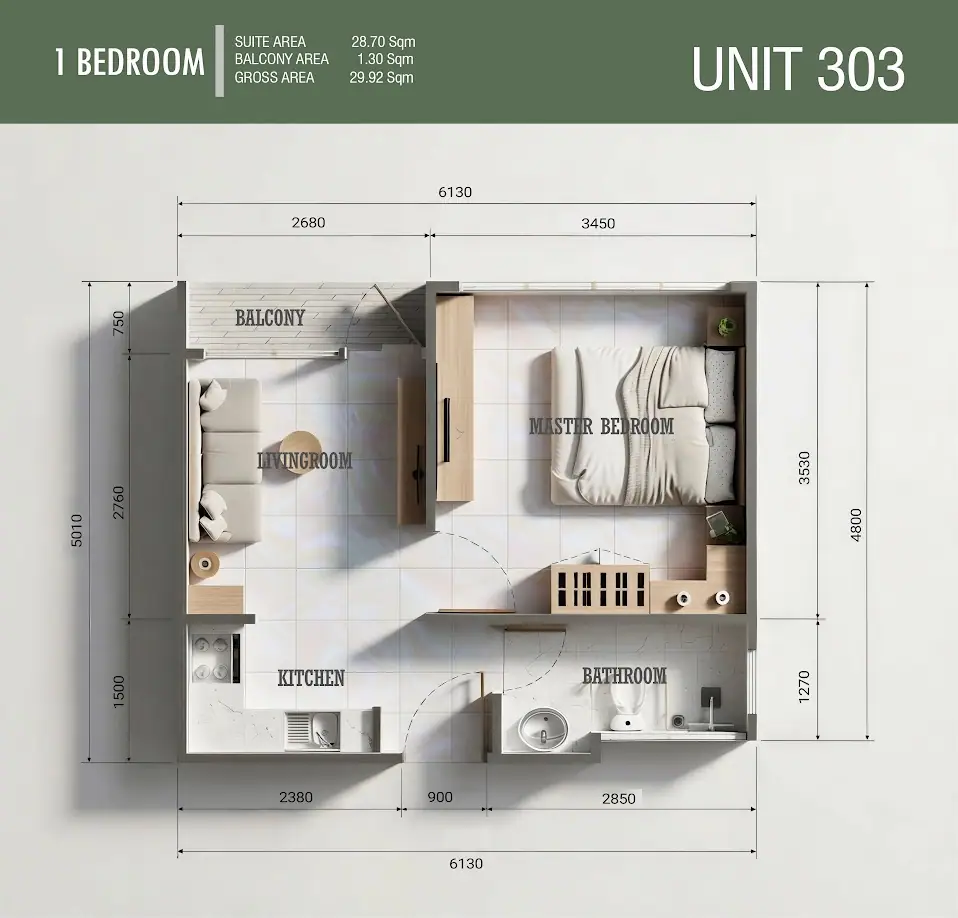 1 BEDROOM
SUITE AREA 28.70 Sqm
BALCONY AREA 1.30 Sqm
GROSS AREA 29.92 Sqm
UNIT 303
6130
2680 3450
750
BALCONY
MASTER BEDROOM
LIVINGROOM
3530
2760
5010
4800
KITCHEN
BATHROOM
1500
1270
2380 900 2850
6130